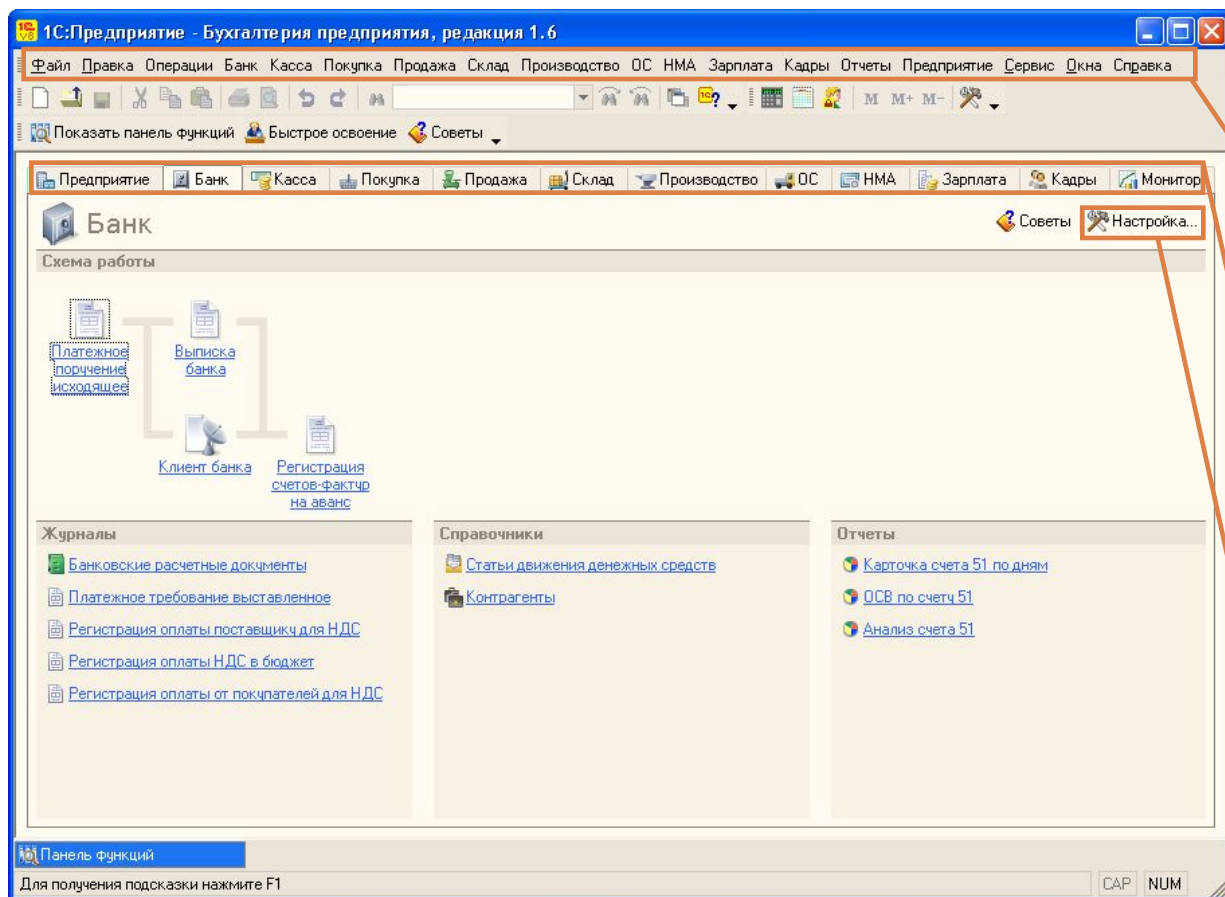 1С:Предприятие - Бухгалтерия предприятия, редакция 1.6
Файл Правка Операции Банк Касса Покупка Продажа Склад Производство ОС НМА Зарплата Кадры Отчеты Предприятие Сервис Окна Справка
M M+ M-
Показать панель функций Быстрое освоение Советы
Предприятие Банк Касса Покупка Продажа Склад Производство ОС НМА Зарплата Кадры Монитор
Банк Советы Настройка...
Схема работы
Платежное
поручение
исходящее
Выписка
банка
Клиент банка
Регистрация
счетов-фактур
на аванс
Журналы
Банковские расчетные документы
Платежное требование выставленное
Регистрация оплаты поставщику для НДС
Регистрация оплаты НДС в бюджет
Регистрация оплаты от покупателей для НДС
Справочники
Статьи движения денежных средств
Контрагенты
Отчеты
Карточка счета 51 по дням
ОСВ по счету 51
Анализ счета 51
Панель функций
Для получения подсказки нажмите F1 CAP NUM